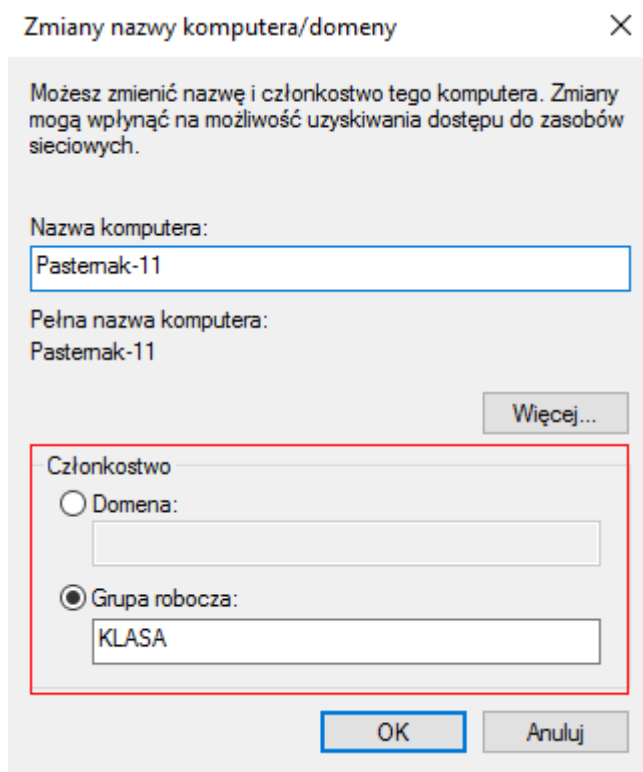 Zmiany nazwy komputera/domeny
Możesz zmienić nazwę i członkostwo tego komputera. Zmiany
mogą wpłynąć na możliwość uzyskiwania dostępu do zasobów
sieciowych.
Nazwa komputera:
Pasternak-11
Pełna nazwa komputera:
Pasternak-11
Więcej...
Członkostwo
Domena:
Grupa robocza:
KLASA
OK
Anuluj